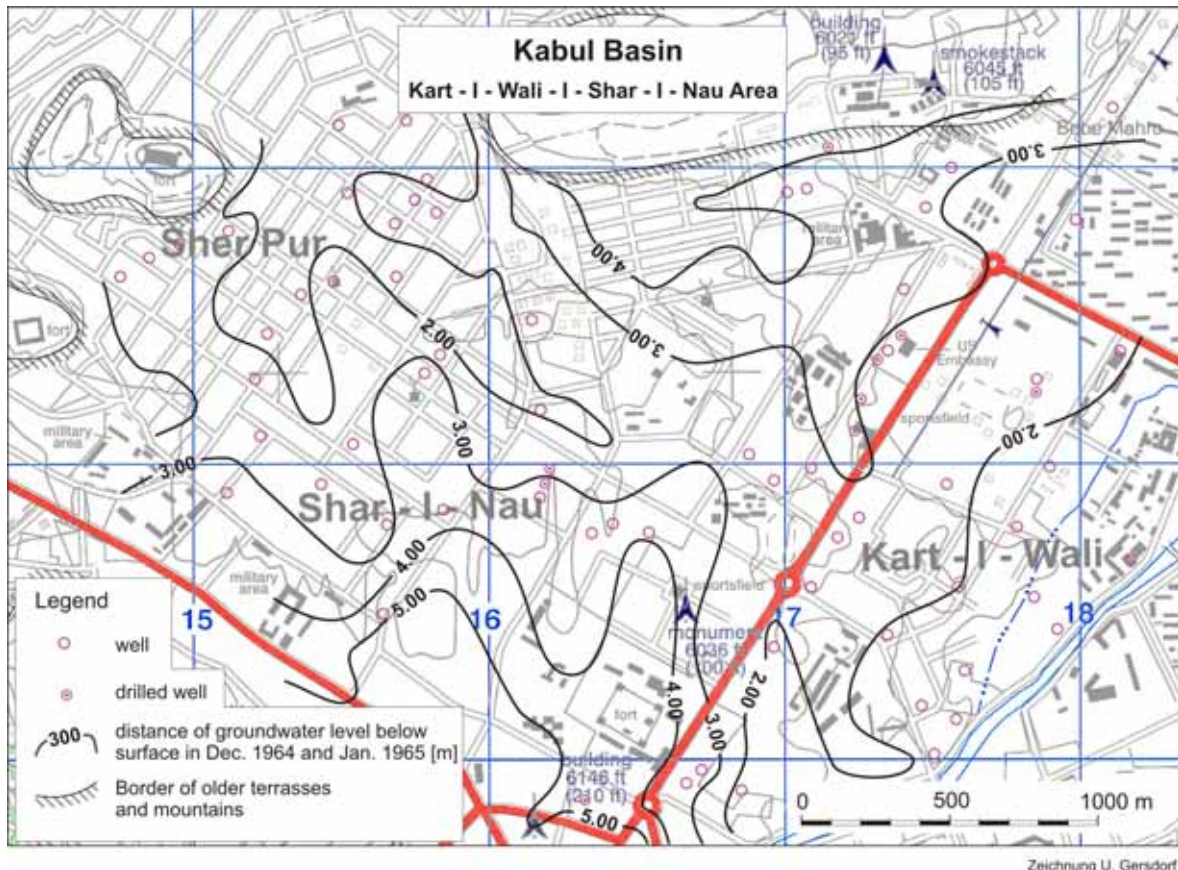 Kabul Basin
Kart - I - Wali - I - Shar - I - Nau Area
building
6021 ft
(95 ft)
smokestack
6045 ft
(105 ft)
Bebe Mahro
3.00
fort
Sher Pur
military
area
4.00
fort
2.00
3.00
US
Embassy
sportsfield
2.00
military
area
3.00
3.00
Shar - I - Nau
Kart - I - Wali
4.00
military
area
5.00
sportsfield
15
16
17
18
monument
6036 ft
(100 ft)
2.00
4.00
3.00
fort
building
6146 ft
(210 ft)
5.00
Legend
well
drilled well
300
distance of groundwater level below
surface in Dec. 1964 and Jan. 1965 [m]
Border of older terrasses
and mountains
0 500 1000 m
Zeichnung U. Gersdorf